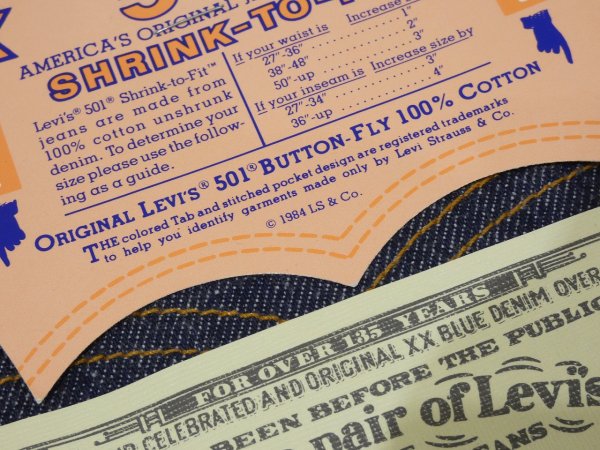 AMERICA'S ORIGINAL
SHRINK-TO-
Levi's® 501® Shrink-to-Fit™
jeans are made from
100% cotton unshrunk
denim. To determine your
size please use the follow-
ing as a guide.
If your waist is Increase s
27"-36" 1"
38"-48" 2"
50"-up 3"
If your inseam is Increase size by
27"-34" 3"
36"-up 4"
ORIGINAL LEVI'S® 501® BUTTON-FLY 100% COTTON
THE colored Tab and stitched pocket design are registered trademarks
to help you identify garments made only by Levi Strauss & Co.
© 1984 LS & Co.
FOR OVER 135 YEARS
CELEBRATED AND ORIGINAL XX BLUE DENIM OVER
BEEN BEFORE THE PUBLIC
pair of Levi's